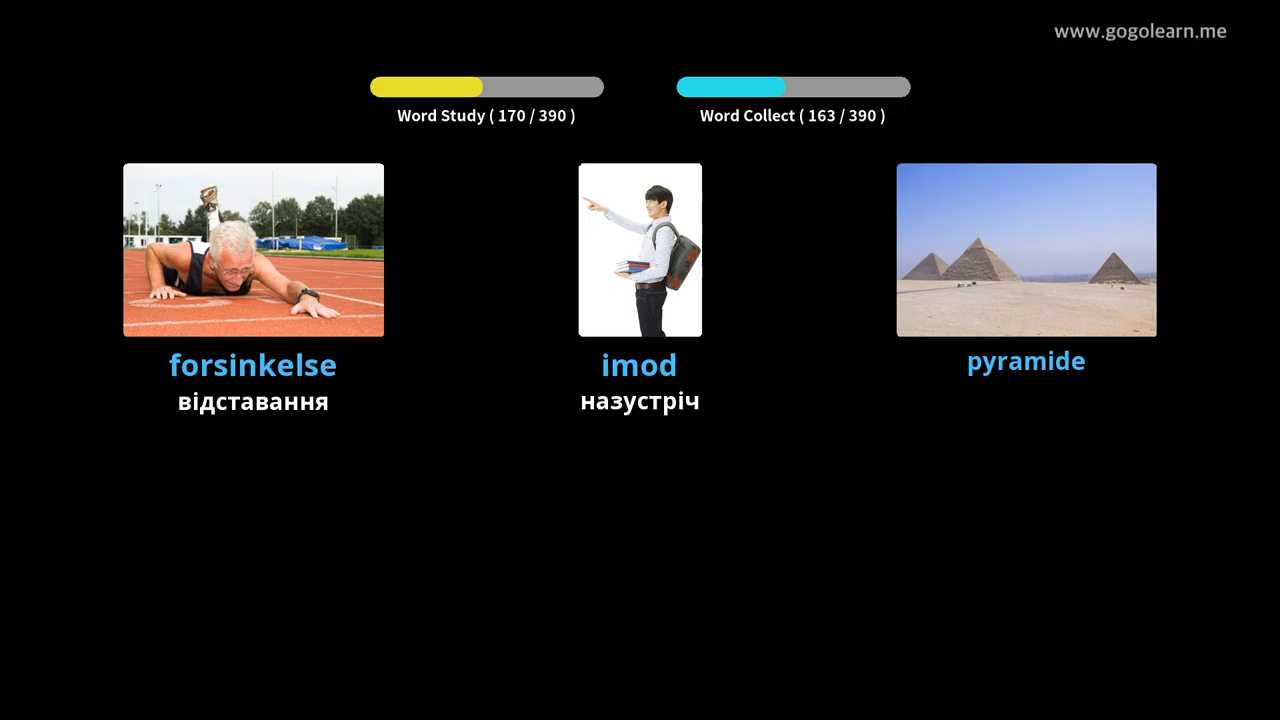 www.gogolearn.me
Word Study ( 170 / 390 )
Word Collect ( 163 / 390 )
forsinkelse
відставання
imod
назустріч
pyramide